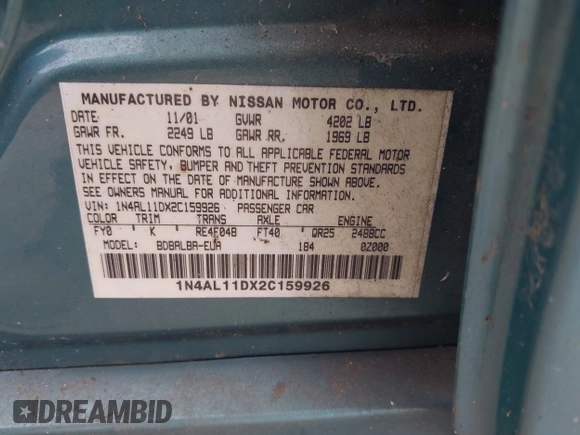 MANUFACTURED BY NISSAN MOTOR CO., LTD.
DATE 11/01 GVWR 4202 LB
GAWR FR. 2249 LB GAWR RR. 1969 LB
THIS VEHICLE CONFORMS TO ALL APPLICABLE FEDERAL MOTOR
VEHICLE SAFETY, BUMPER AND THEFT PREVENTION STANDARDS
IN EFFECT ON THE DATE OF MANUFACTURE SHOWN ABOVE.
SEE OWNERS MANUAL FOR ADDITIONAL INFORMATION.
VIN: 1N4AL11DX2C159926 PASSENGER CAR
COLOR TRIM TRANS AXLE ENGINE
FY0 K RE4F04B FT40 QR25 2488CC
MODEL: BDBALBA-EUA 184 0Z000
1N4AL11DX2C159926
DREAMBID